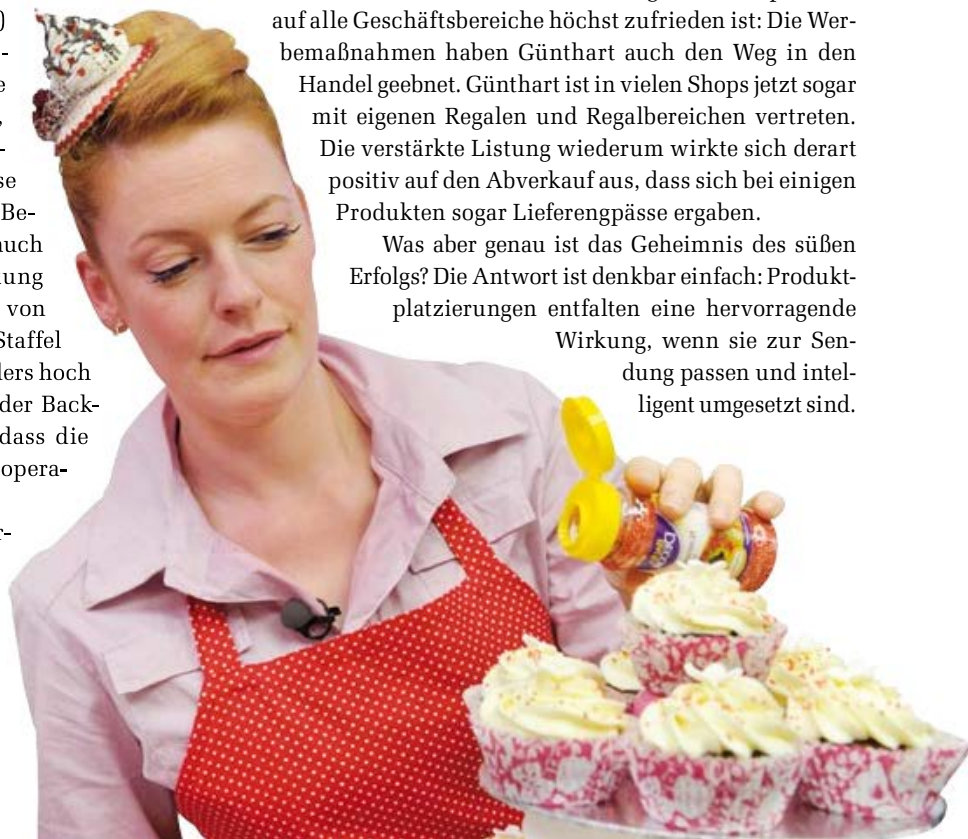 )
-
e
,
-
se
Be-
auch
ung
von
Staffel
ders hoch
der Back-
dass die
opera-
r-
auf alle Geschäftsbereiche höchst zufrieden ist: Die Wer-
bemaßnahmen haben Günthart auch den Weg in den
Handel geebnet. Günthart ist in vielen Shops jetzt sogar
mit eigenen Regalen und Regalbereichen vertreten.
Die verstärkte Listung wiederum wirkte sich derart
positiv auf den Abverkauf aus, dass sich bei einigen
Produkten sogar Lieferengpässe ergaben.
Was aber genau ist das Geheimnis des süßen
Erfolgs? Die Antwort ist denkbar einfach: Produkt-
platzierungen entfalten eine hervorragende
Wirkung, wenn sie zur Sen-
dung passen und intel-
ligent umgesetzt sind.